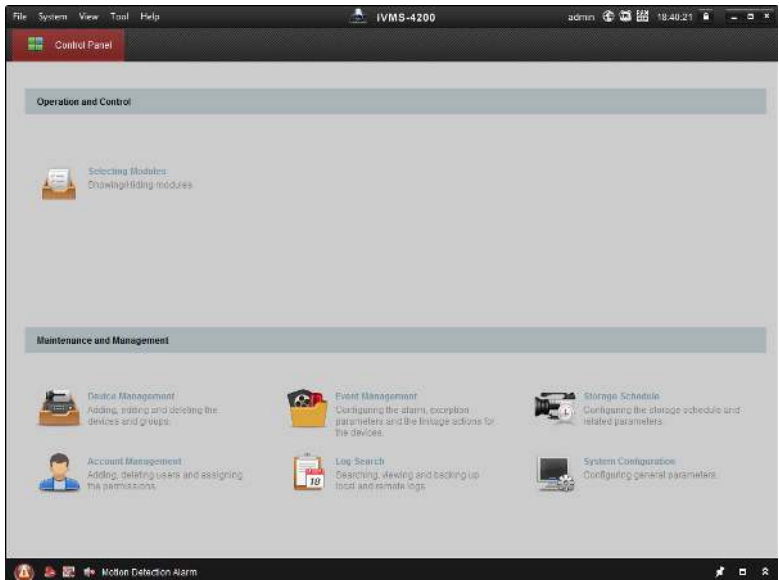 File System View Tool Help
iVMS-4200
admin
18:40:21
Control Panel
Operation and Control
Selecting Modules
Showing/Hiding modules
Maintenance and Management
Device Management
Adding, editing and deleting the
devices and groups.
Event Management
Configuring the alarm, exception
parameters and the linkage actions for
the devices.
Storage Schedule
Configuring the storage schedule and
related parameters.
Account Management
Adding, deleting users and assigning
the permissions.
Log Search
Searching, viewing and backing up
local and remote logs.
18
System Configuration
Configuring general parameters.
Motion Detection Alarm